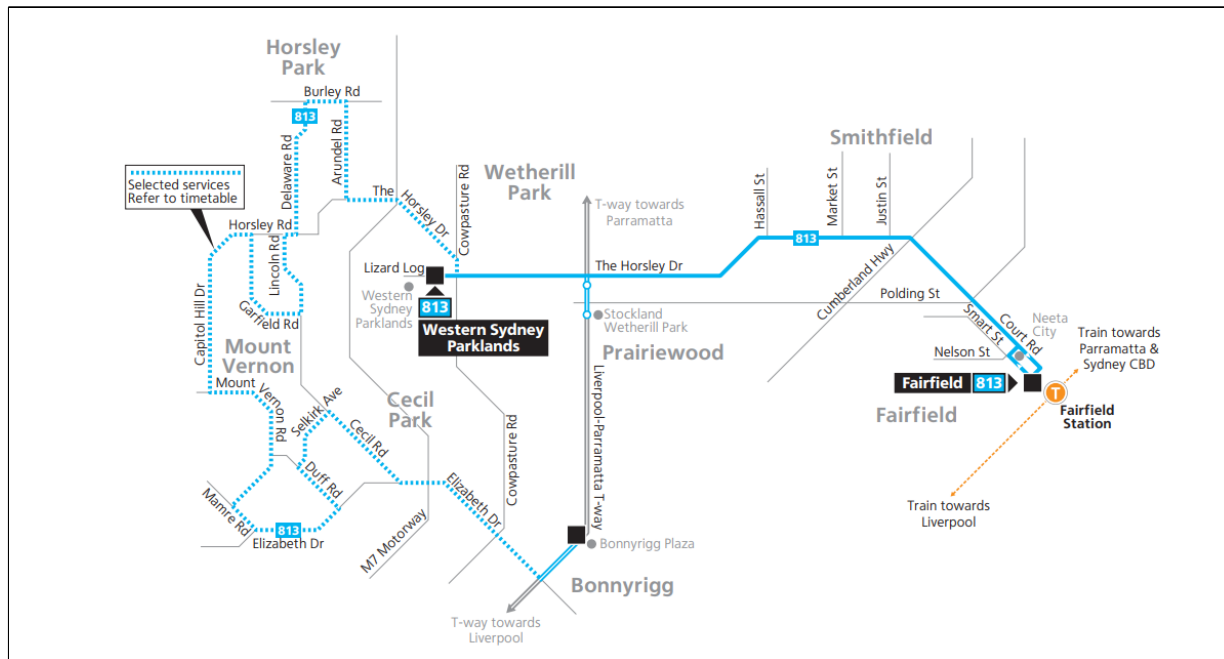 Horsley
Park
Burley Rd
813
Delaware Rd
Arundel Rd
Selected services
Refer to timetable
Horsley Rd
The Horsley Dr
Cowpasture Rd
Wetherill
Park
T-way towards
Parramatta
Smithfield
Hassall St
Market St
Justin St
813
Lincoln Rd
Garfield Rd
Capitol Hill Dr
Lizard Log
Western
Sydney
Parklands
813
Western Sydney
Parklands
The Horsley Dr
Cumberland Hwy
Polding St
Stockland
Wetherill Park
Prairiewood
Smart St
Court Rd
Neeta
City
Nelson St
Train towards
Parramatta &
Sydney CBD
Fairfield 813
T
Fairfield
Station
Fairfield
Mount
Vernon
Mount Vernon Rd
Selkirk Ave
Cecil
Park
Cecil Rd
Liverpool-Parramatta T-way
Cowpasture Rd
Duff Rd
Elizabeth Dr
Mamre Rd
813
Elizabeth Dr
M7 Motorway
Bonnyrigg Plaza
Bonnyrigg
T-way towards
Liverpool
Train towards
Liverpool